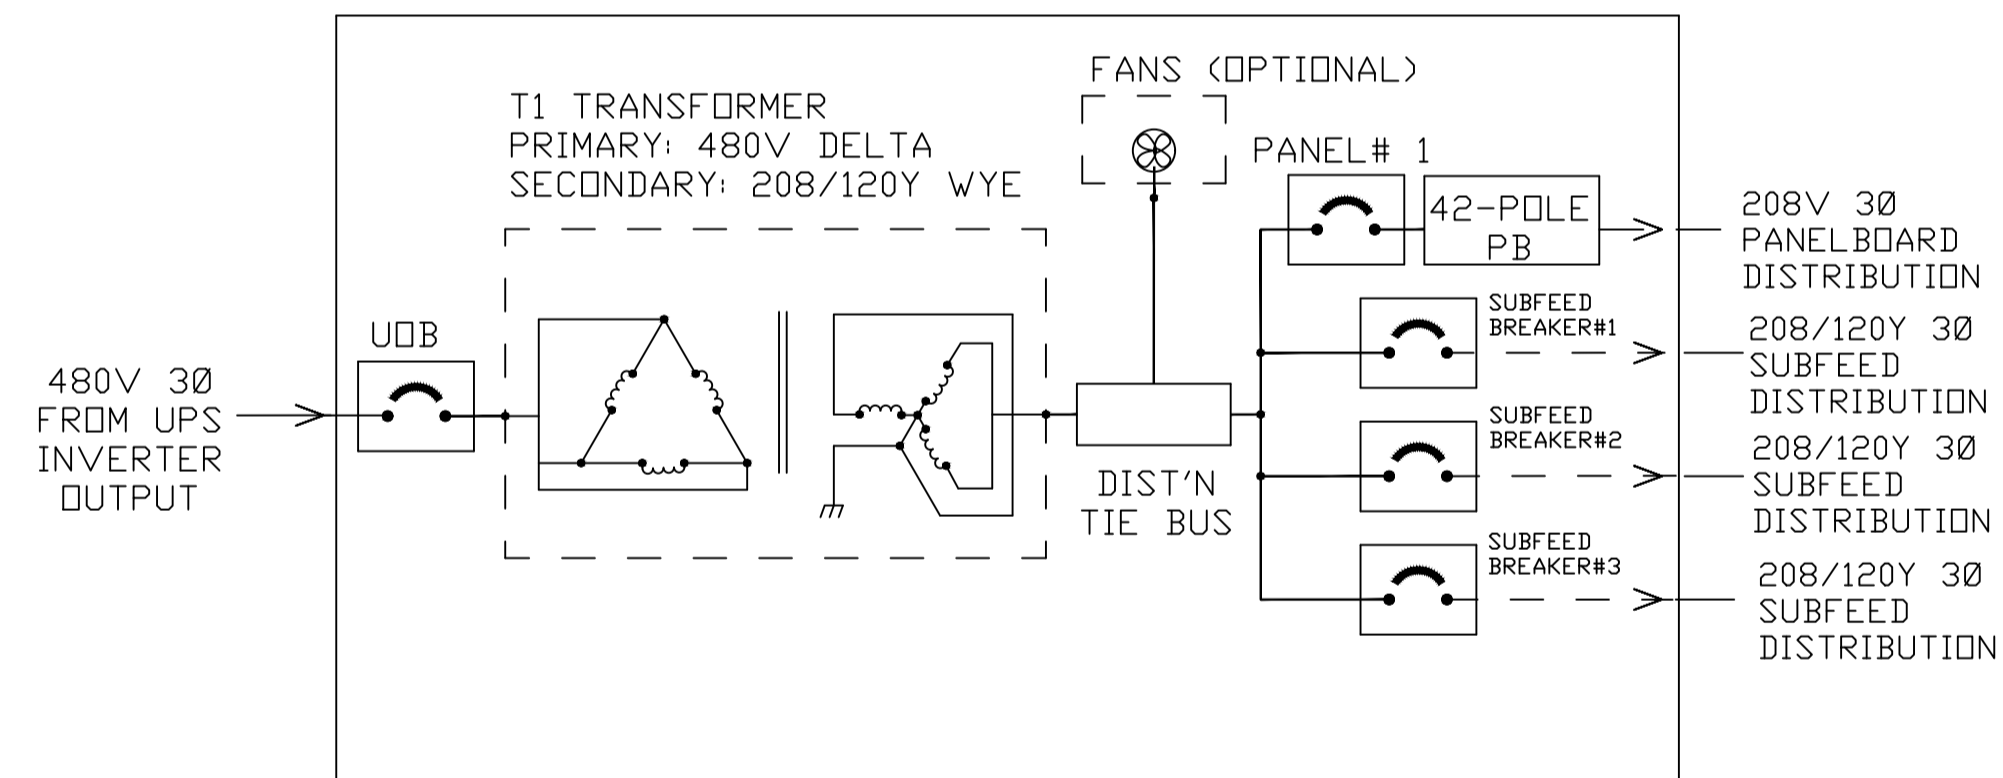 FANS (OPTIONAL)
T1 TRANSFORMER
PRIMARY: 480V DELTA
SECONDARY: 208/120Y WYE
PANEL# 1
42-POLE
PB
208V 3Ø
PANELBOARD
DISTRIBUTION
UOB
480V 3Ø
FROM UPS
INVERTER
OUTPUT
SUBFEED
BREAKER#1
208/120Y 3Ø
SUBFEED
DISTRIBUTION
SUBFEED
BREAKER#2
208/120Y 3Ø
SUBFEED
DISTRIBUTION
DIST'N
TIE BUS
SUBFEED
BREAKER#3
208/120Y 3Ø
SUBFEED
DISTRIBUTION